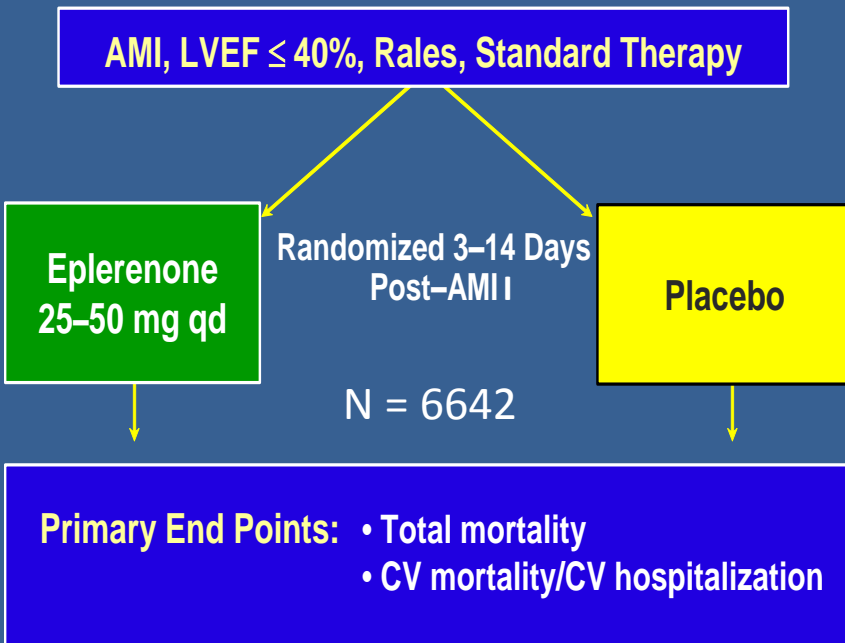 AMI, LVEF ≤ 40%, Rales, Standard Therapy
Eplerenone
25–50 mg qd
Randomized 3–14 Days
Post–AMI I
Placebo
N = 6642
Primary End Points: • Total mortality
• CV mortality/CV hospitalization